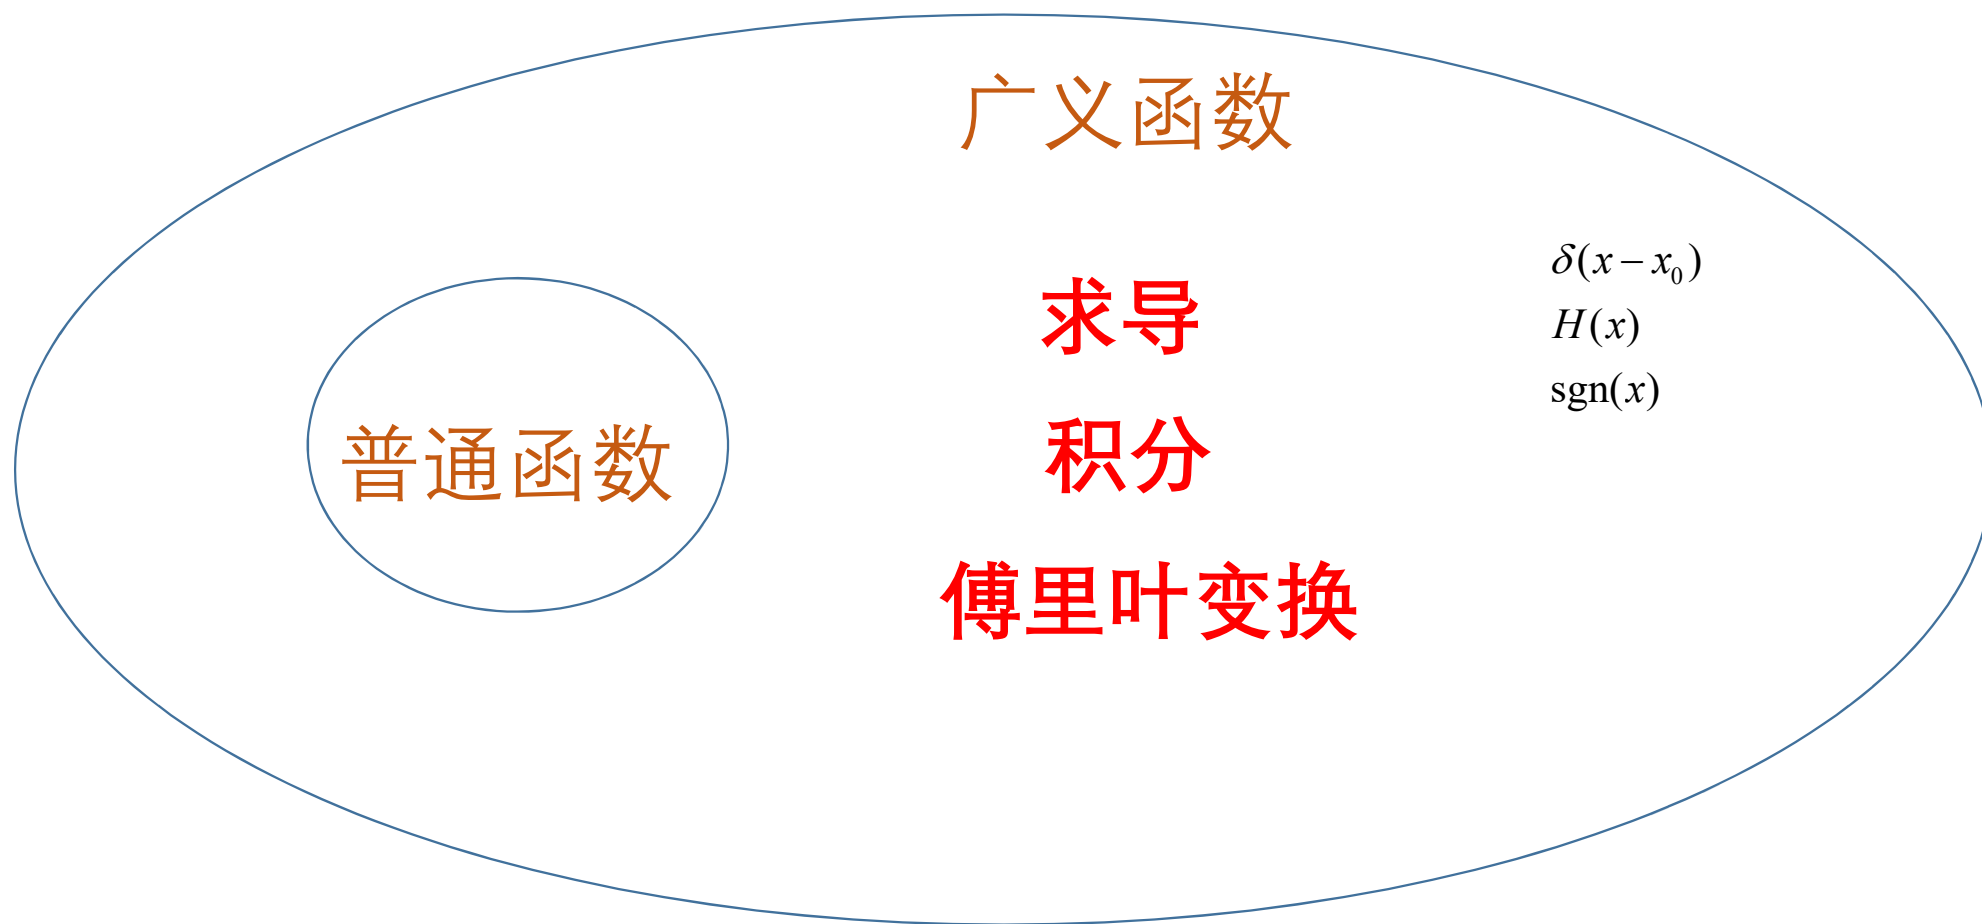 广义函数
普通函数
求导
积分
傅里叶变换
δ(x − x₀)
H(x)
sgn(x)